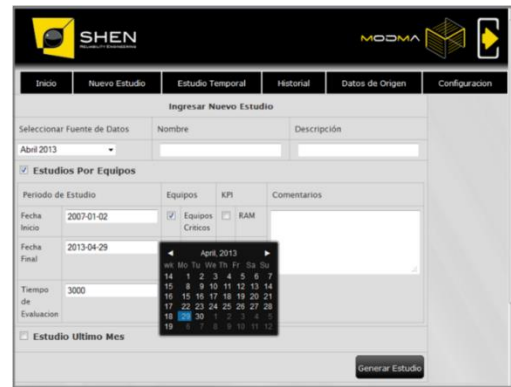 SHEN
RELIABILITY ENGINEERING
MODMA
Inicio Nuevo Estudio Estudio Temporal Historial Datos de Origen Configuracion
Ingresar Nuevo Estudio
Seleccionar Fuente de Datos Nombre Descripción
Abril 2013
Estudios Por Equipos
Periodo de Estudio Equipos KPI Comentarios
Fecha Inicio 2007-01-02 Equipos Criticos RAM
Fecha Final 2013-04-29
April, 2013
wk Mo Tu We Th Fr Sa Su
14 1 2 3 4 5 6 7
15 8 9 10 11 12 13 14
16 15 16 17 18 19 20 21
17 22 23 24 25 26 27 28
18 29 30 1 2 3 4 5
19 6 7 8 9 10 11 12
Tiempo de Evaluacion 3000
Estudio Ultimo Mes
Generar Estudio